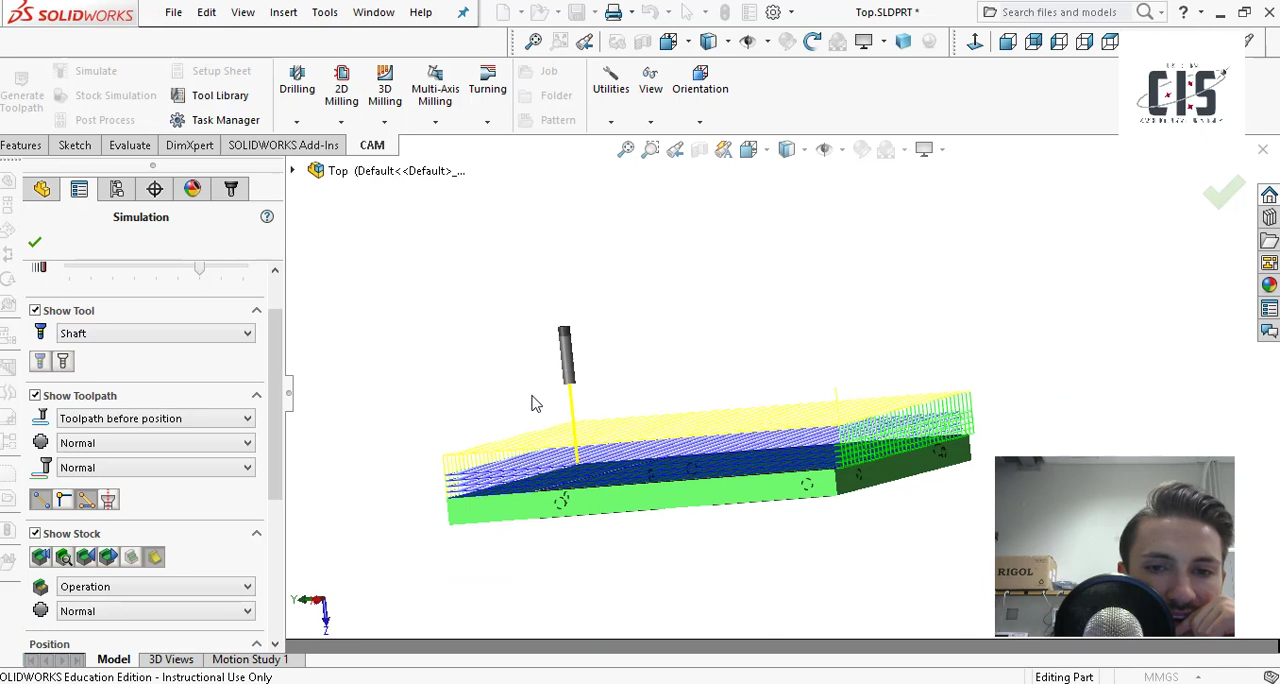 SOLIDWORKS
File Edit View Insert Tools Window Help
Top.SLDPRT *
Search files and models
Generate
Toolpath
Simulate
Stock Simulation
Post Process
Setup Sheet
Tool Library
Task Manager
Drilling
2D
Milling
3D
Milling
Multi-Axis
Milling
Turning
Job
Folder
Pattern
Utilities
View
Orientation
CIS
Features Sketch Evaluate DimXpert SOLIDWORKS Add-Ins CAM
Top (Default<<Default>_...
Simulation
Show Tool
Shaft
Show Toolpath
Toolpath before position
Normal
Normal
Show Stock
Operation
Normal
Position
Y
X
Z
RIGOL
Model 3D Views Motion Study 1
OLIDWORKS Education Edition - Instructional Use Only
Editing Part
MMGS